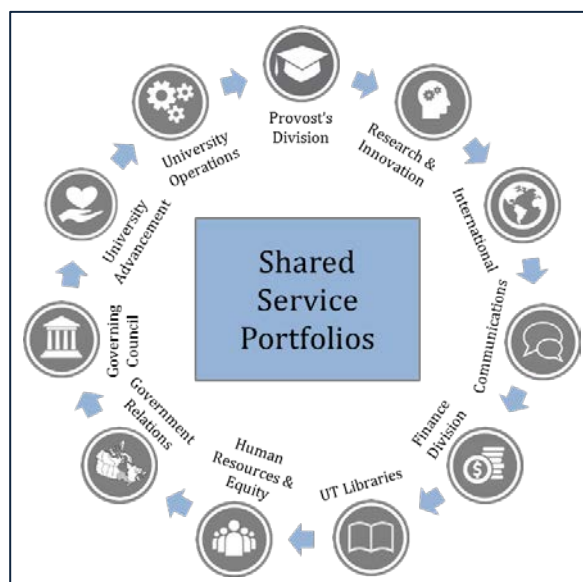 Provost's
Division
Research &
Innovation
International
Communications
Finance
Division
UT Libraries
Human
Resources &
Equity
Government
Relations
Governing
Council
University
Advancement
University
Operations
Shared
Service
Portfolios